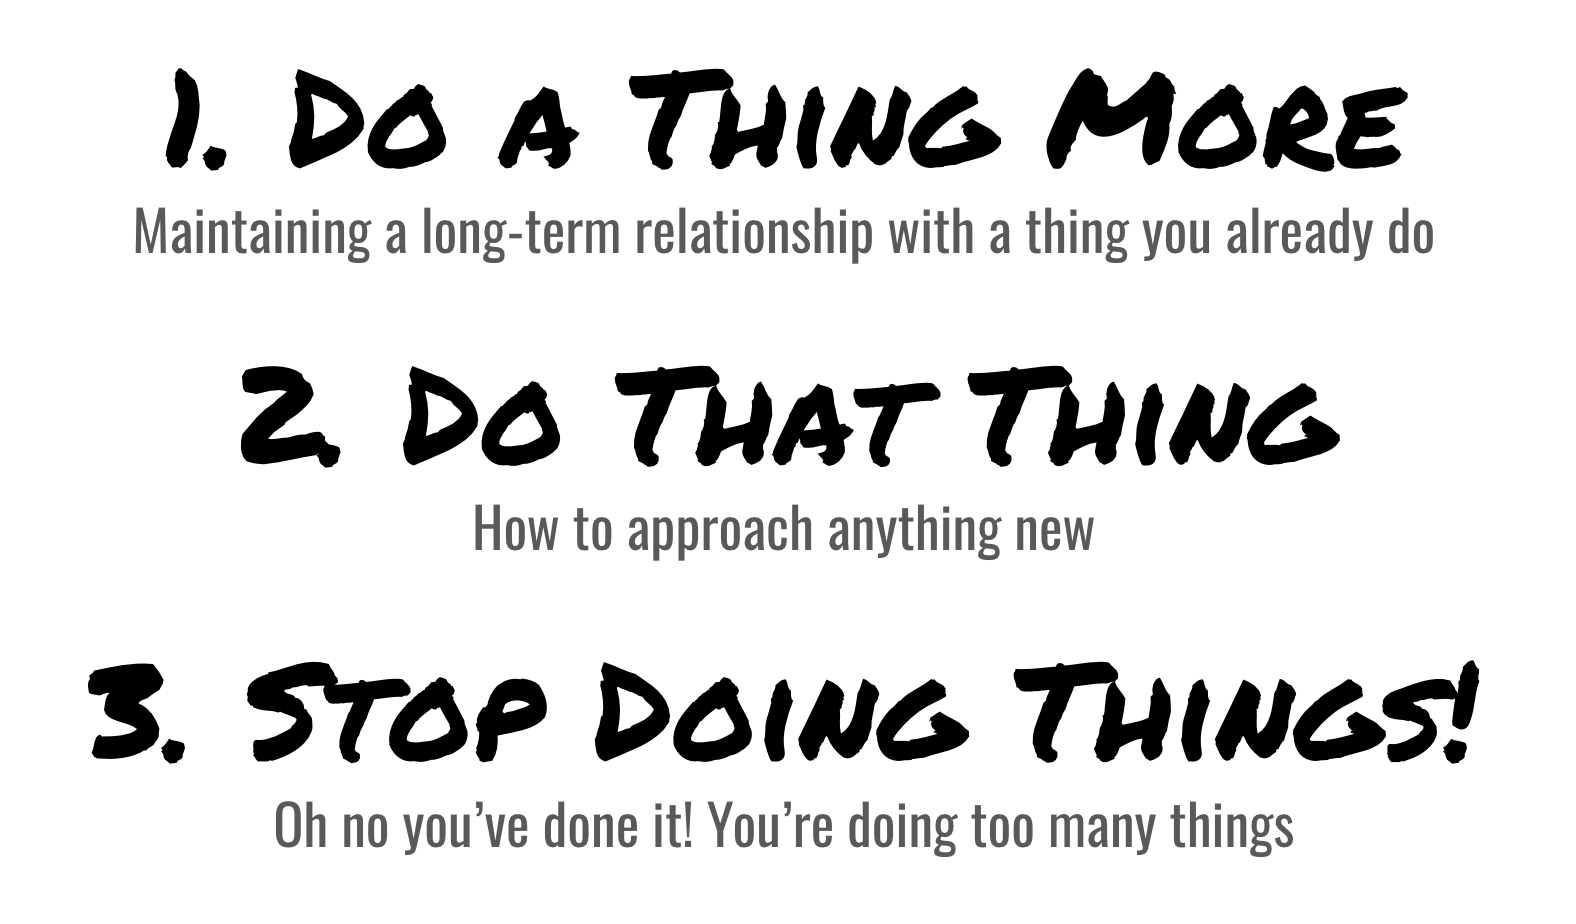 1. Do a Thing More
Maintaining a long-term relationship with a thing you already do
2. Do That Thing
How to approach anything new
3. Stop Doing Things!
Oh no you’ve done it! You’re doing too many things